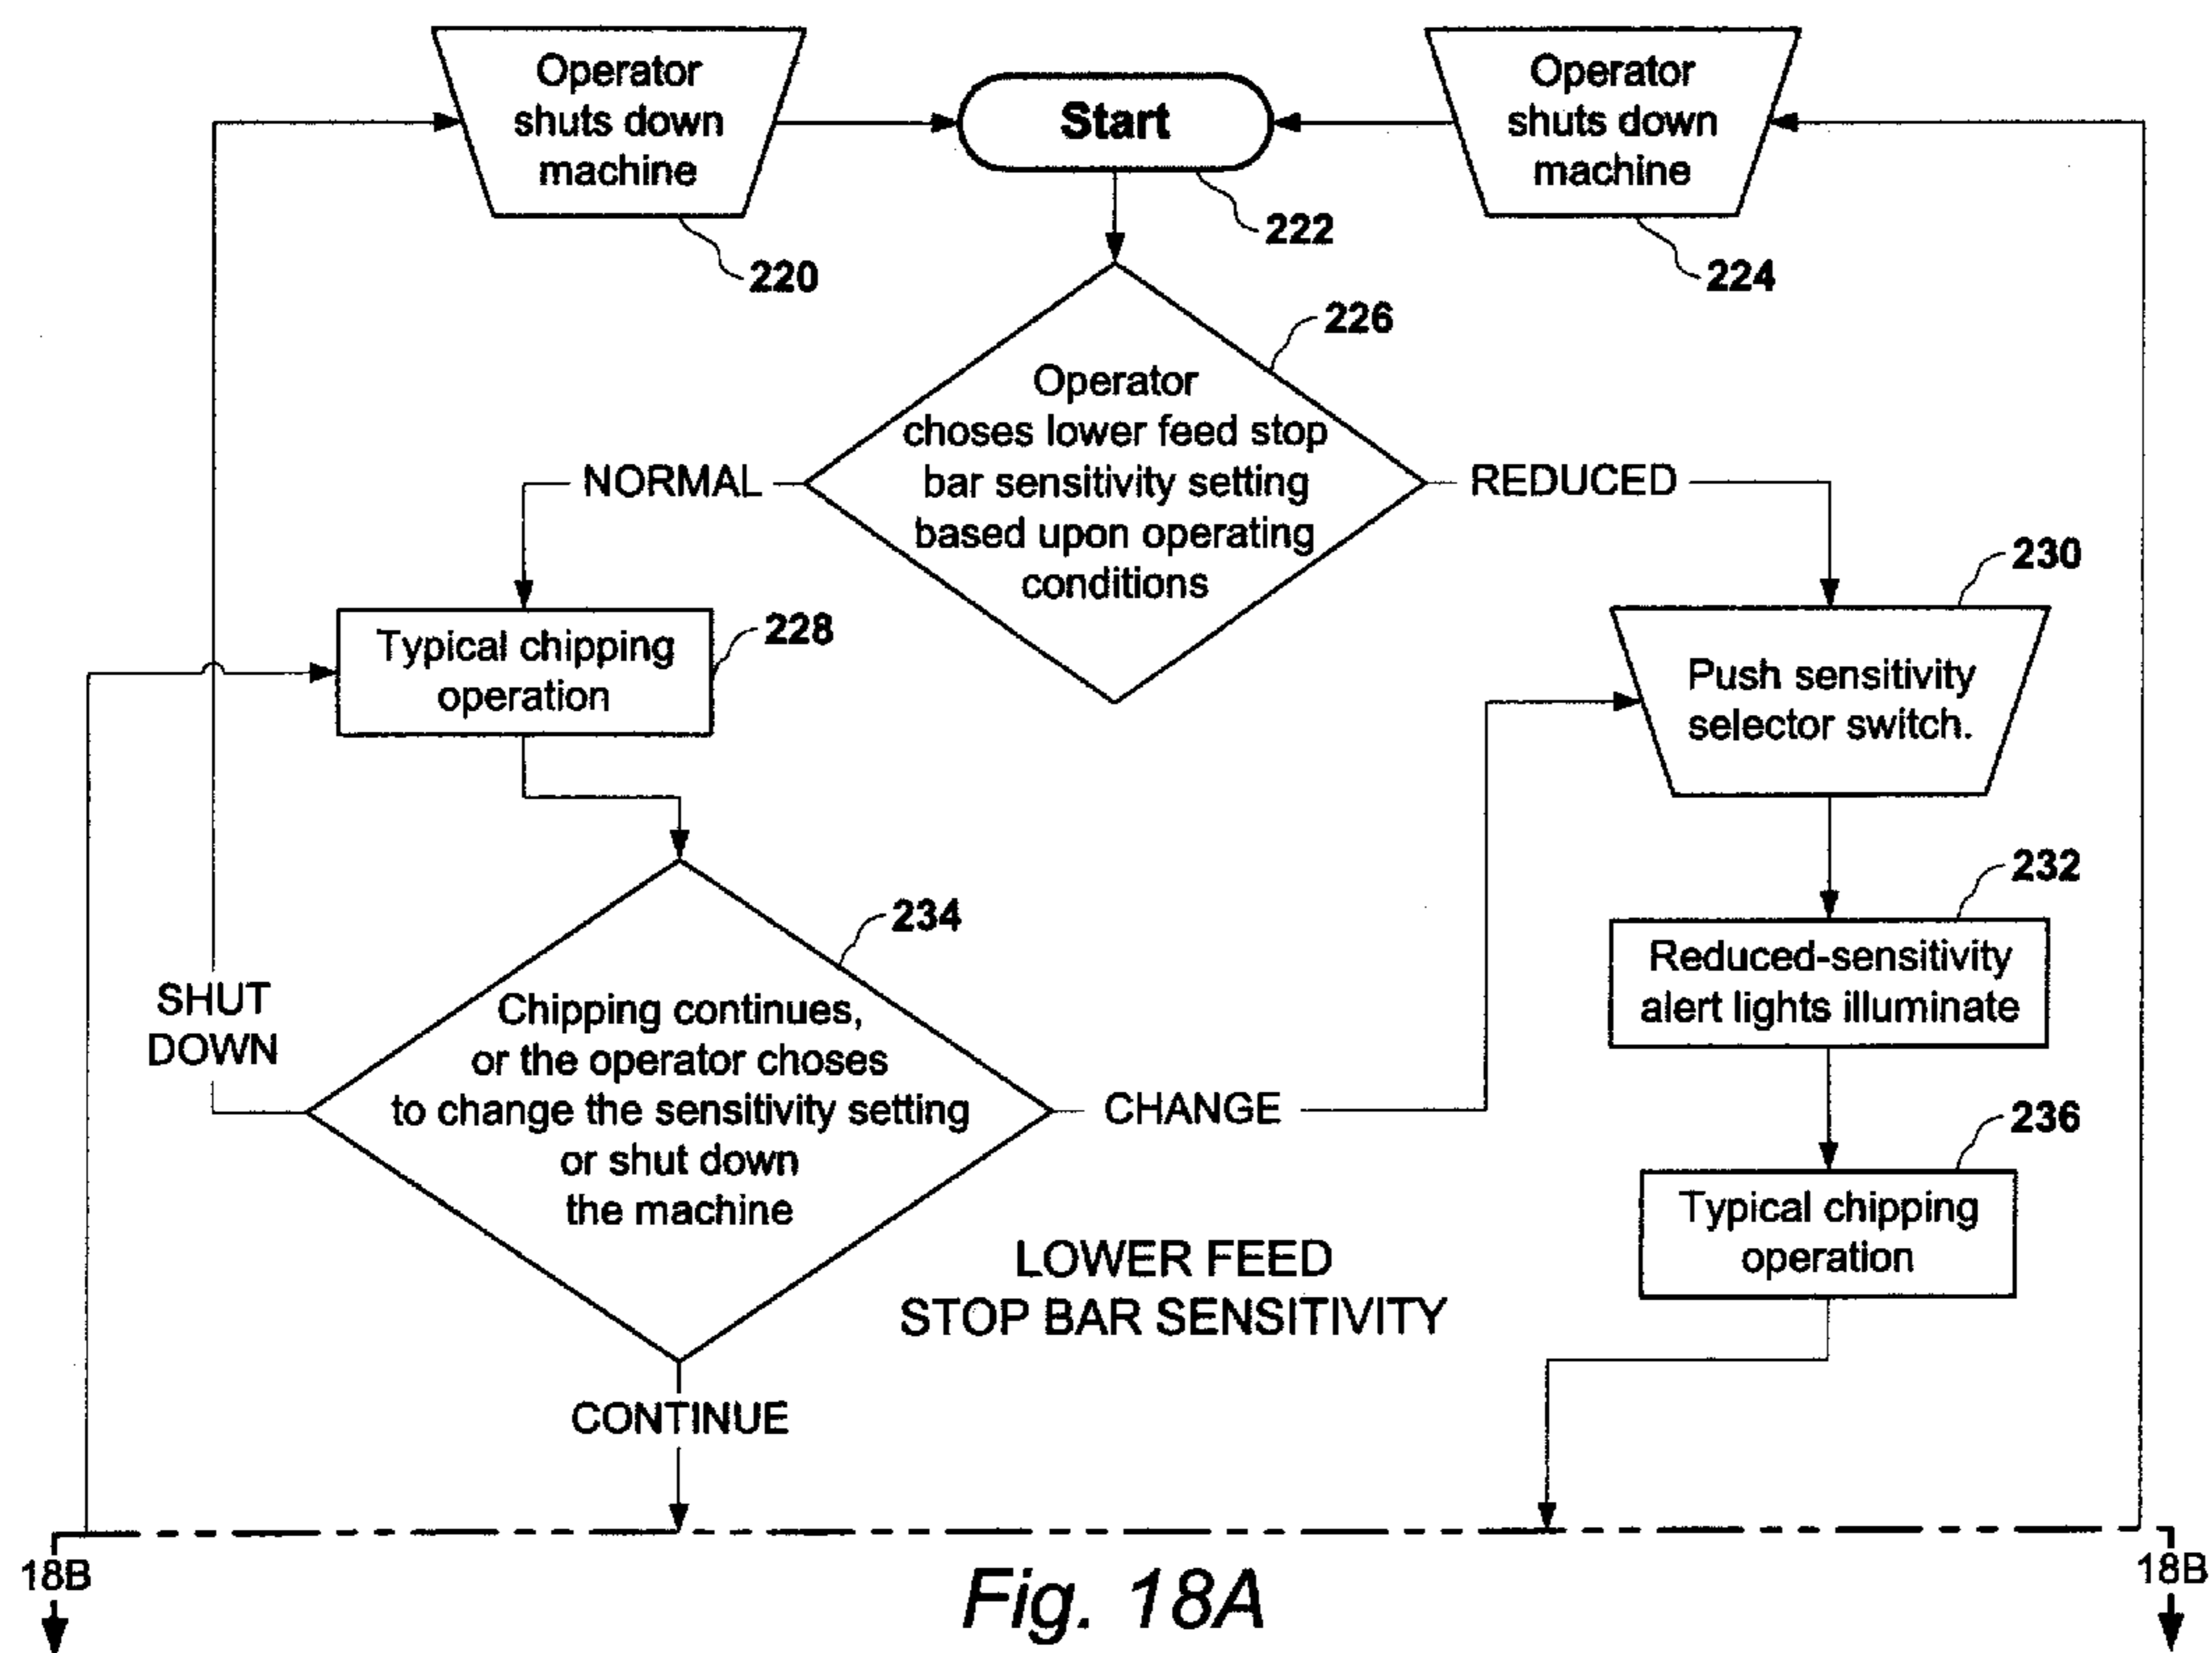 Operator
shuts down
machine
220
Start
222
Operator
shuts down
machine
224
226
Operator
choses lower feed stop
bar sensitivity setting
based upon operating
conditions
NORMAL
REDUCED
228
Typical chipping
operation
230
Push sensitivity
selector switch.
232
Reduced-sensitivity
alert lights illuminate
234
Chipping continues,
or the operator choses
to change the sensitivity setting
or shut down
the machine
SHUT
DOWN
CHANGE
236
Typical chipping
operation
LOWER FEED
STOP BAR SENSITIVITY
CONTINUE
18B
18B
Fig. 18A